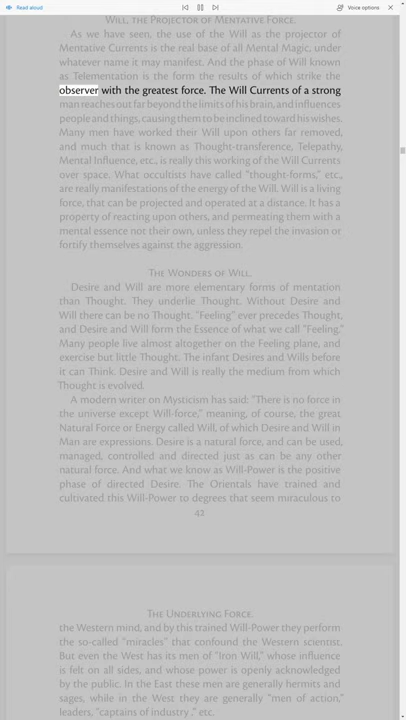 Read aloud
Voice options
WILL, THE PROJECTOR OF MENTATIVE FORCE.
As we have seen, the use of the Will as the projector of
Mentative Currents is the real base of all Mental Magic, under
whatever name it may manifest. And the phase of Will known
as Telementation is the form the results of which strike the
observer with the greatest force. The Will Currents of a strong
man reaches out far beyond the limits of his brain, and influences
people and things, causing them to be inclined toward his wishes.
Many men have worked their Will upon others far removed,
and much that is known as Thought-transference, Telepathy,
Mental Influence, etc., is really this working of the Will Currents
over space. What occultists have called "thought-forms," etc.,
are really manifestations of the energy of the Will. Will is a living
force, that can be projected and operated at a distance. It has a
property of reacting upon others, and permeating them with a
mental essence not their own, unless they repel the invasion or
fortify themselves against the aggression.
THE WONDERS OF WILL.
Desire and Will are more elementary forms of mentation
than Thought. They underlie Thought. Without Desire and
Will there can be no Thought. "Feeling" ever precedes Thought,
and Desire and Will form the Essence of what we call "Feeling."
Many people live almost altogether on the Feeling plane, and
exercise but little Thought. The infant Desires and Wills before
it can Think. Desire and Will is really the medium from which
Thought is evolved.
A modern writer on Mysticism has said: "There is no force in
the universe except Will-force," meaning, of course, the great
Natural Force or Energy called Will, of which Desire and Will in
Man are expressions. Desire is a natural force, and can be used,
managed, controlled and directed just as can be any other
natural force. And what we know as Will-Power is the positive
phase of directed Desire. The Orientals have trained and
cultivated this Will-Power to degrees that seem miraculous to
42
THE UNDERLYING FORCE.
the Western mind, and by this trained Will-Power they perform
the so-called "miracles" that confound the Western scientist.
But even the West has its men of "Iron Will," whose influence
is felt on all sides, and whose power is openly acknowledged
by the public. In the East these men are generally hermits and
sages, while in the West they are generally "men of action,"
leaders, "captains of industry," etc.